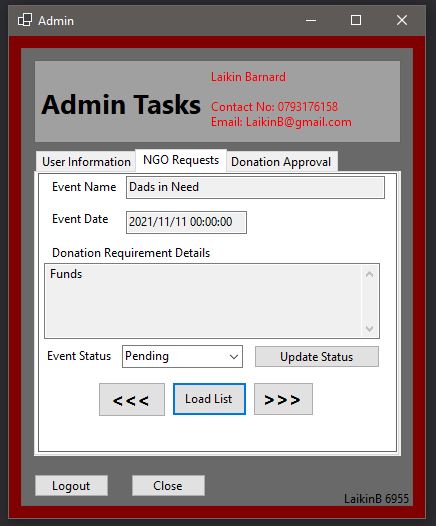 Admin
Laikin Barnard
Admin Tasks
Contact No: 0793176158
Email: LaikinB@gmail.com
User Information NGO Requests Donation Approval
Event Name Dads in Need
Event Date 2021/11/11 00:00:00
Donation Requirement Details
Funds
Event Status Pending Update Status
<<< Load List >>>
Logout Close
LaikinB 6955